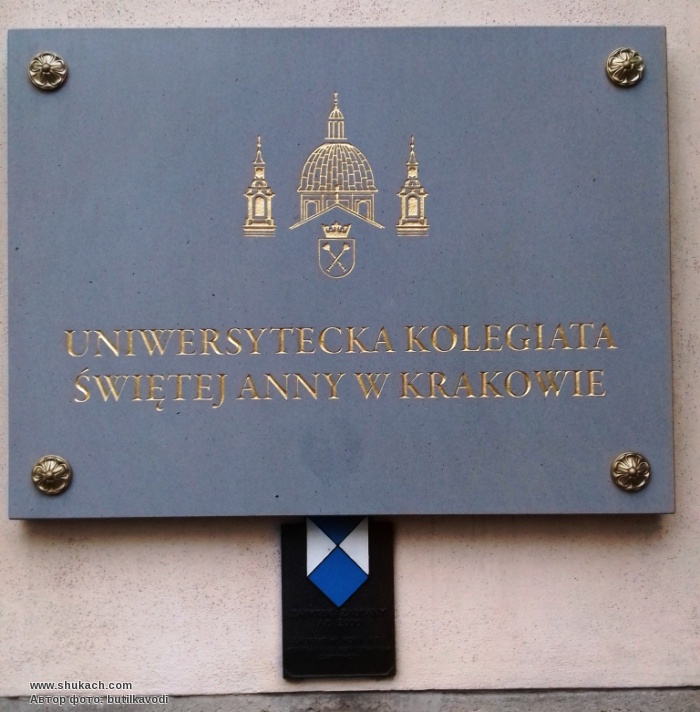 UNIWERSYTECKA KOLEGIATA
ŚWIĘTEJ ANNY W KRAKOWIE
www.shukach.com
Автор фото: butilkavodi